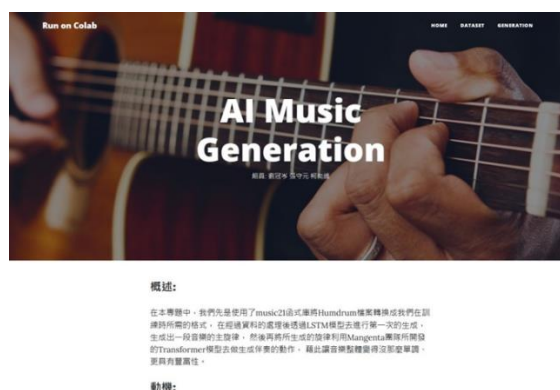 Run on Colab
HOME DATASET GENERATION
AI Music
Generation
組員: 劉冠岑
概述:
在本專題中，我們先是使用了music21函式庫將Humdrum檔案轉換成我們在訓
練時所需的格式，在經過資料的處理後透過LSTM模型去進行第一次的生成，
生成出一段音樂的主旋律，然後再將所生成的旋律利用Mangenta團隊所開發
的Transformer模型去做生成伴奏的動作，藉此讓音樂整體變得沒那麼單調、
更具有豐富性。
動機: